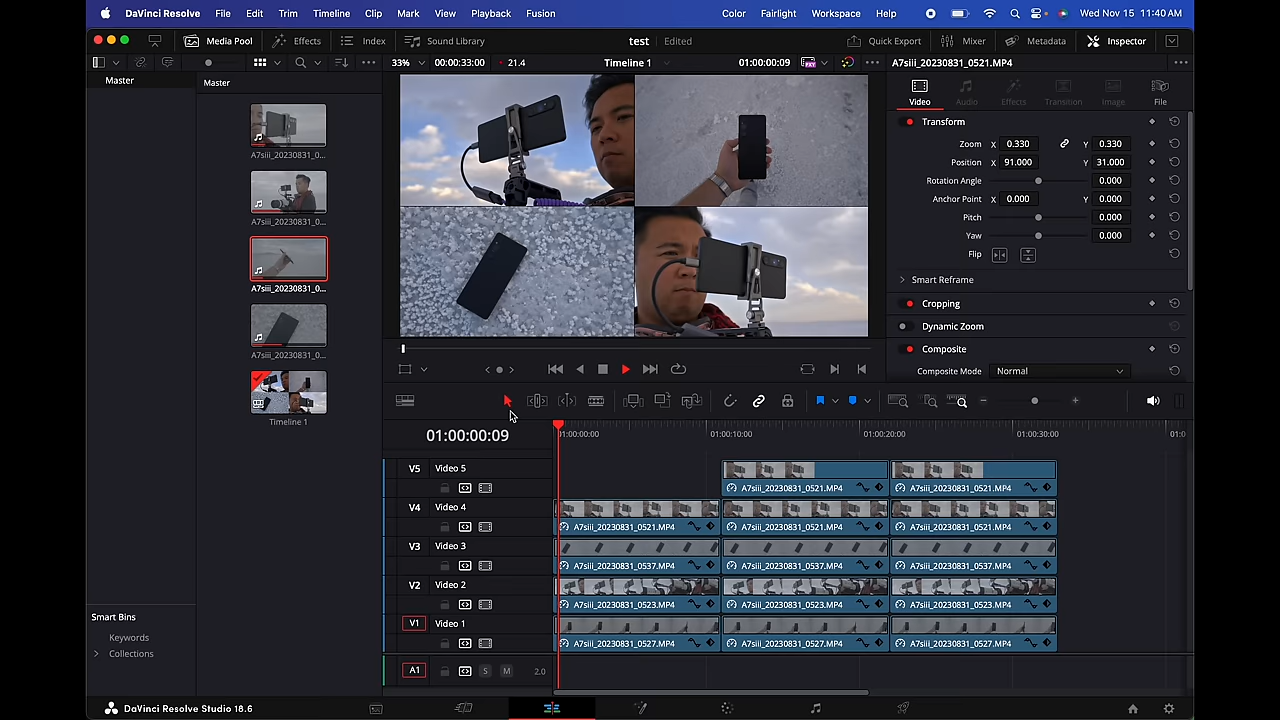 DaVinci Resolve File Edit Trim Timeline Clip Mark View Playback Fusion Color Fairlight Workspace Help Wed Nov 15 11:40 AM
Media Pool Effects Index Sound Library test Edited Quick Export Mixer Metadata Inspector
33% 00:00:33:00 21.4 Timeline 1 01:00:00:09 A7siii_20230831_0521.MP4
Master
Master
Video Audio Effects Transition Image File
Transform
Zoom X 0.330 Y 0.330
Position X 91.000 Y 31.000
Rotation Angle 0.000
Anchor Point X 0.000 Y 0.000
Pitch 0.000
Yaw 0.000
Flip
Smart Reframe
Cropping
Dynamic Zoom
Composite
Composite Mode Normal
A7siii_20230831_0...
A7siii_20230831_0...
A7siii_20230831_0...
A7siii_20230831_0...
Timeline 1
01:00:00:09
01:00:00:00 01:00:10:00 01:00:20:00 01:00:30:00 01:0
V5 Video 5
A7siii_20230831_0521.MP4 A7siii_20230831_0521.MP4
V4 Video 4
A7siii_20230831_0521.MP4 A7siii_20230831_0521.MP4 A7siii_20230831_0521.MP4
V3 Video 3
A7siii_20230831_0537.MP4 A7siii_20230831_0537.MP4 A7siii_20230831_0537.MP4
V2 Video 2
A7siii_20230831_0523.MP4 A7siii_20230831_0523.MP4 A7siii_20230831_0523.MP4
V1 Video 1
A7siii_20230831_0527.MP4 A7siii_20230831_0527.MP4 A7siii_20230831_0527.MP4
A1 S M 2.0
Smart Bins
Keywords
Collections
DaVinci Resolve Studio 18.6